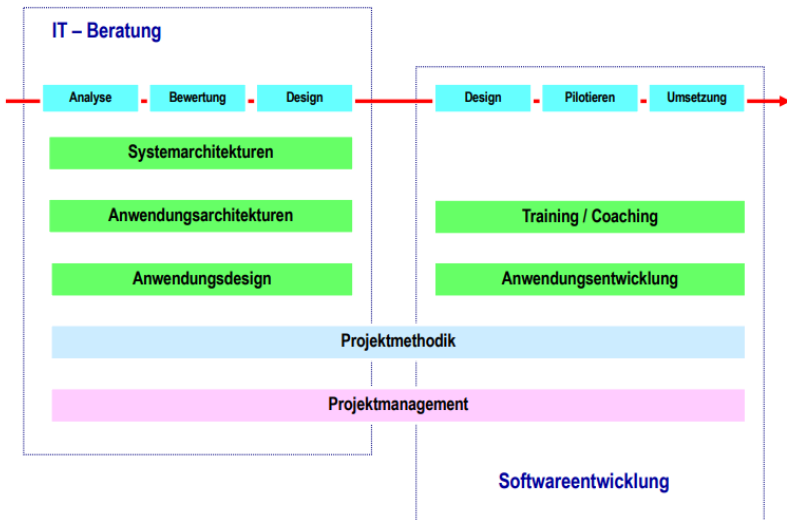 IT – Beratung
Analyse
Bewertung
Design
Design
Pilotieren
Umsetzung
Systemarchitekturen
Anwendungsarchitekturen
Training / Coaching
Anwendungsdesign
Anwendungsentwicklung
Projektmethodik
Projektmanagement
Softwareentwicklung